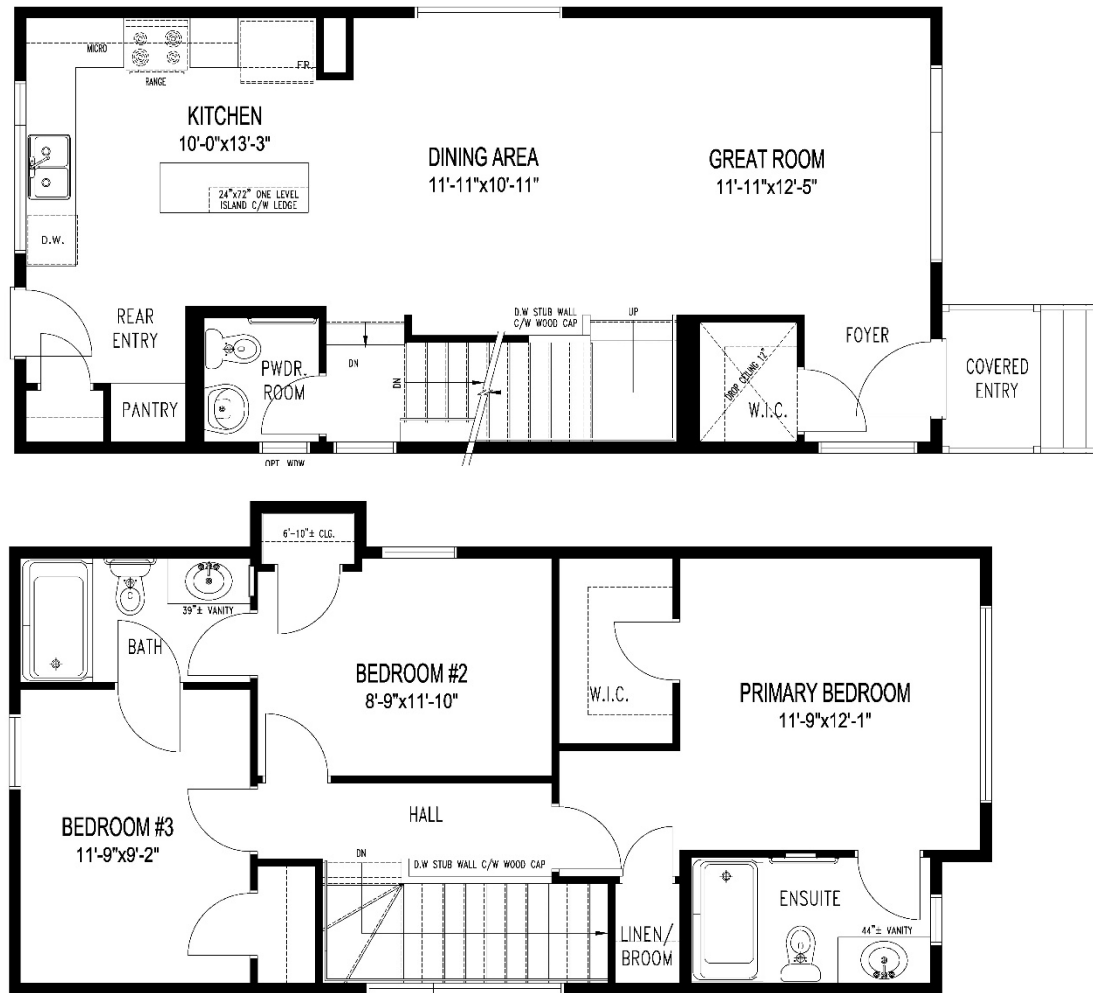 MICRO
RANGE
FR.
KITCHEN
10'-0"x13'-3"
24"x72" ONE LEVEL
ISLAND C/W LEDGE
D.W.
DINING AREA
11'-11"x10'-11"
GREAT ROOM
11'-11"x12'-5"
REAR
ENTRY
PANTRY
PWDR.
ROOM
OPT. WDW
DN
DN
D.W STUB WALL
C/W WOOD CAP
UP
DROP CEILING 12"
W.I.C.
FOYER
COVERED
ENTRY
6'-10"± CLG.
39"± VANITY
BATH
BEDROOM #2
8'-9"x11'-10"
W.I.C.
PRIMARY BEDROOM
11'-9"x12'-1"
BEDROOM #3
11'-9"x9'-2"
HALL
DN
D.W STUB WALL C/W WOOD CAP
LINEN/
BROOM
ENSUITE
44"± VANITY